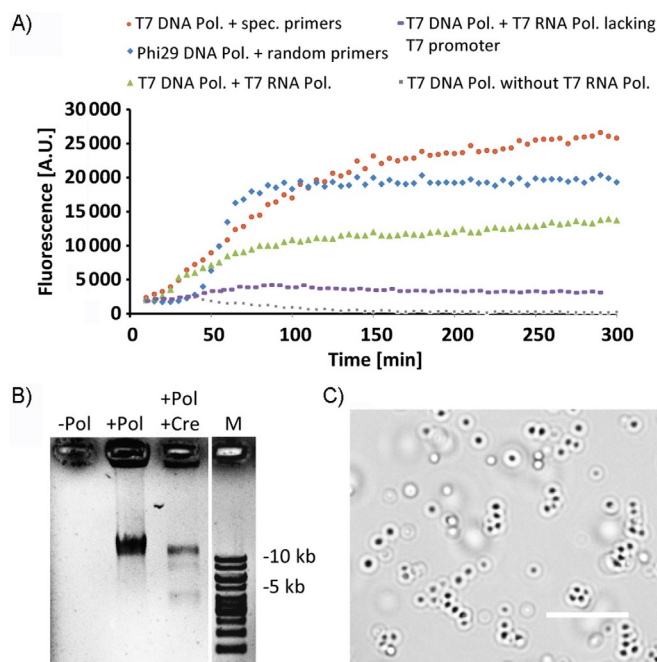 A)
T7 DNA Pol. + spec. primers
Phi29 DNA Pol. + random primers
T7 DNA Pol. + T7 RNA Pol.
T7 DNA Pol. + T7 RNA Pol. lacking
T7 promoter
T7 DNA Pol. without T7 RNA Pol.
Fluorescence [A.U.]
30 000
25 000
20 000
15 000
10 000
5 000
0
0 50 100 150 200 250 300
Time [min]
B)
-Pol +Pol +Pol M
+Cre
-10 kb
-5 kb
C)